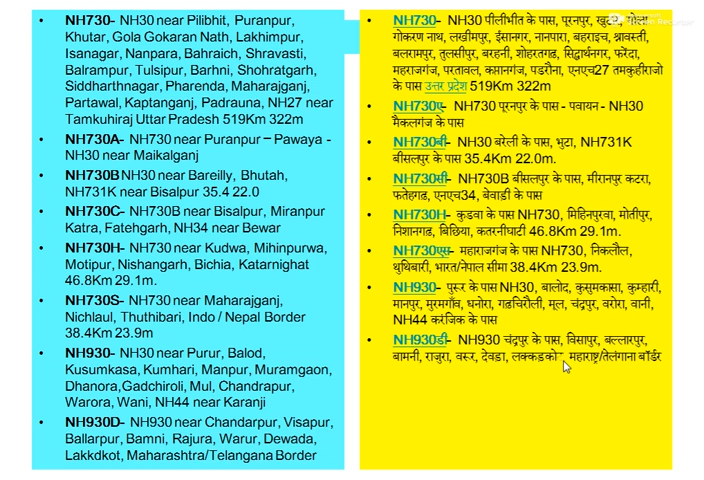 • NH730- NH30 near Pilibhit, Puranpur,
Khutar, Gola Gokaran Nath, Lakhimpur,
Isanagar, Nanpara, Bahraich, Shravasti,
Balrampur, Tulsipur, Barhni, Shohratgarh,
Siddharthnagar, Pharenda, Maharajganj,
Partawal, Kaptanganj, Padrauna, NH27 near
Tamkuhiraj Uttar Pradesh 519Km 322m
• NH730A- NH730 near Puranpur – Pawaya -
NH30 near Maikalganj
• NH730B NH30 near Bareilly, Bhutah,
NH731K near Bisalpur 35.4 22.0
• NH730C- NH730B near Bisalpur, Miranpur
Katra, Fatehgarh, NH34 near Bewar
• NH730H- NH730 near Kudwa, Mihinpurwa,
Motipur, Nishangarh, Bichia, Katarnighat
46.8Km 29.1m.
• NH730S- NH730 near Maharajganj,
Nichlaul, Thuthibari, Indo / Nepal Border
38.4Km 23.9m
• NH930- NH30 near Purur, Balod,
Kusumkasa, Kumhari, Manpur, Muramgaon,
Dhanora,Gadchiroli, Mul, Chandrapur,
Warora, Wani, NH44 near Karanji
• NH930D- NH930 near Chandarpur, Visapur,
Ballarpur, Bamni, Rajura, Warur, Dewada,
Lakkdkot, Maharashtra/Telangana Border
• NH730- NH30 पीलीभीत के पास, पूरनपुर, खुटार, गोला
गोकरण नाथ, लखीमपुर, ईसानगर, नानपारा, बहराइच, श्रावस्ती,
बलरामपुर, तुलसीपुर, बरहनी, शोहरतगढ़, सिद्धार्थनगर, फरेंदा,
महराजगंज, परतावल, कप्तानगंज, पडरौना, एनएच27 तमकुहीराजो
के पास उत्तर प्रदेश 519Km 322m
• NH730ए- NH730 पूरनपुर के पास - पवायन - NH30
मैकलगंज के पास
• NH730बी- NH30 बरेली के पास, भुटा, NH731K
बीसलपुर के पास 35.4Km 22.0m.
• NH730सी- NH730B बीसलपुर के पास, मीरानपुर कटरा,
फतेहगढ़, एनएच34, बेवाड़ी के पास
• NH730H- कुडवा के पास NH730, मिहिनपुरवा, मोतीपुर,
निशानगढ़, बिछिया, कतरनीघाटी 46.8Km 29.1m.
• NH730एस- महाराजगंज के पास NH730, निकलौल,
थुथिबारी, भारत/नेपाल सीमा 38.4Km 23.9m.
• NH930- पुरूर के पास NH30, बालोद, कुसुमकासा, कुम्हारी,
मानपुर, मुरमगाँव, धनोरा, गढ़चिरौली, मूल, चंद्रपुर, वरोरा, वानी,
NH44 करंजिक के पास
• NH930डी- NH930 चंद्रपुर के पास, विसापुर, बल्लारपुर,
बामनी, राजुरा, वरूर, देवड़ा, लक्कड़को- महाराष्ट्र/तेलंगाना बॉर्डर